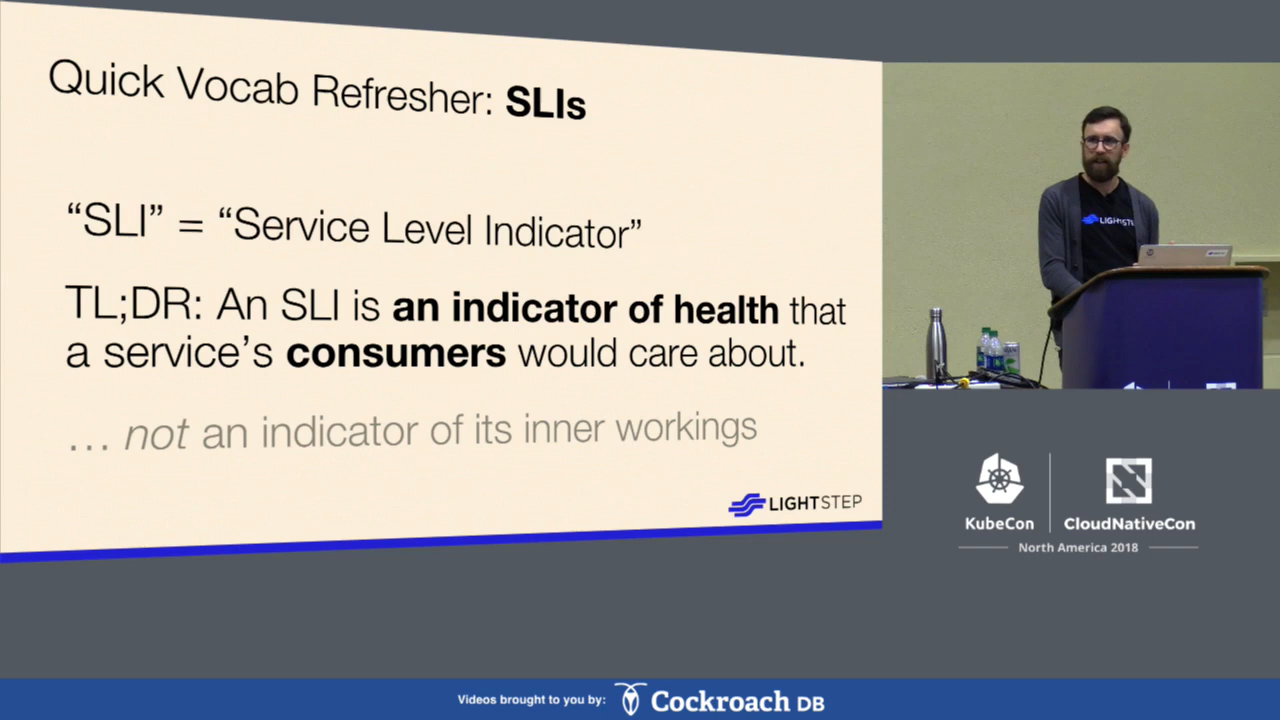 Quick Vocab Refresher: SLIs
“SLI” = “Service Level Indicator”
TL;DR: An SLI is an indicator of health that
a service’s consumers would care about.
… not an indicator of its inner workings
LIGHTSTEP
LIGHTSTEP
KubeCon
CloudNativeCon
North America 2018
Videos brought to you by:
Cockroach DB